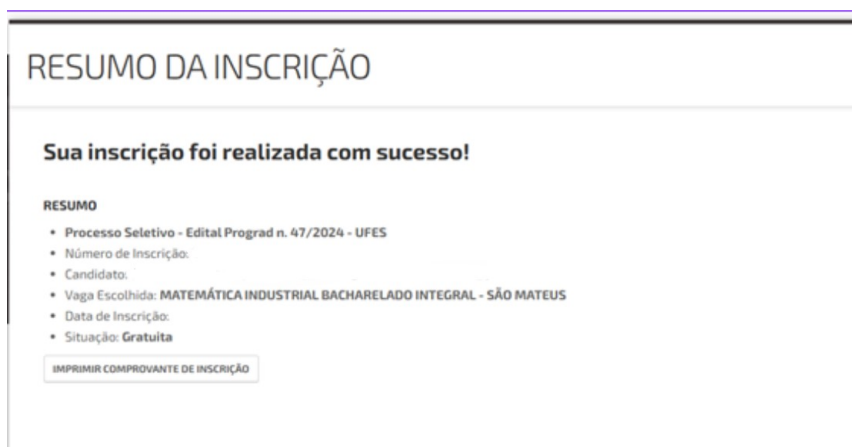 RESUMO DA INSCRIÇÃO
Sua inscrição foi realizada com sucesso!
RESUMO
• Processo Seletivo - Edital Prograd n. 47/2024 - UFES
• Número de Inscrição:
• Candidato:
• Vaga Escolhida: MATEMÁTICA INDUSTRIAL BACHARELADO INTEGRAL - SÃO MATEUS
• Data de Inscrição:
• Situação: Gratuita
IMPRIMIR COMPROVANTE DE INSCRIÇÃO